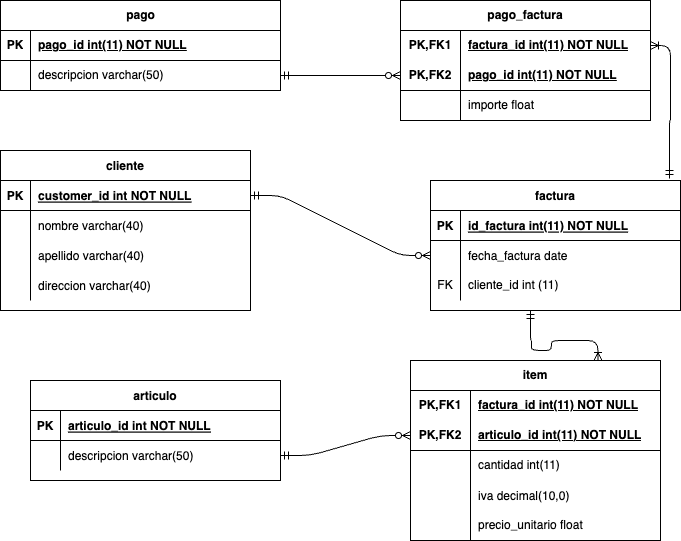 pago
PK pago_id int(11) NOT NULL
descripcion varchar(50)
pago_factura
PK,FK1 factura_id int(11) NOT NULL
PK,FK2 pago_id int(11) NOT NULL
importe float
cliente
PK customer_id int NOT NULL
nombre varchar(40)
apellido varchar(40)
direccion varchar(40)
factura
PK id_factura int(11) NOT NULL
fecha_factura date
FK cliente_id int (11)
articulo
PK articulo_id int NOT NULL
descripcion varchar(50)
item
PK,FK1 factura_id int(11) NOT NULL
PK,FK2 articulo_id int(11) NOT NULL
cantidad int(11)
iva decimal(10,0)
precio_unitario float